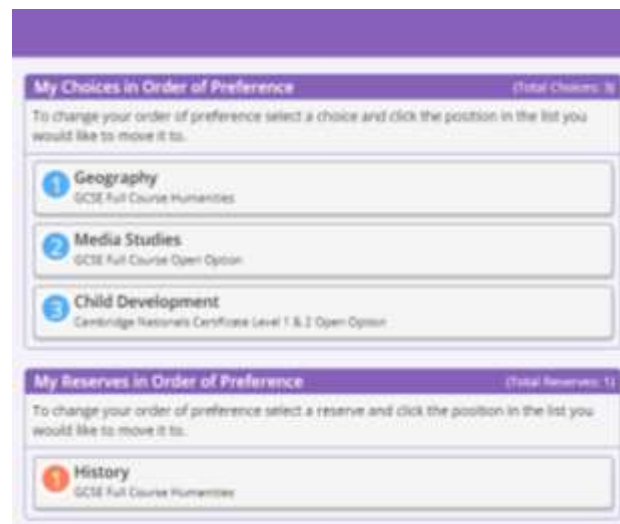 My Choices in Order of Preference (Total Choices: 3)
To change your order of preference select a choice and click the position in the list you
would like to move it to.
1 Geography
GCSE Full Course Humanities
2 Media Studies
GCSE Full Course Open Option
3 Child Development
Cambridge Nationals Certificate Level 1 & 2 Open Option
My Reserves in Order of Preference (Total Reserves: 1)
To change your order of preference select a reserve and click the position in the list you
would like to move it to.
1 History
GCSE Full Course Humanities